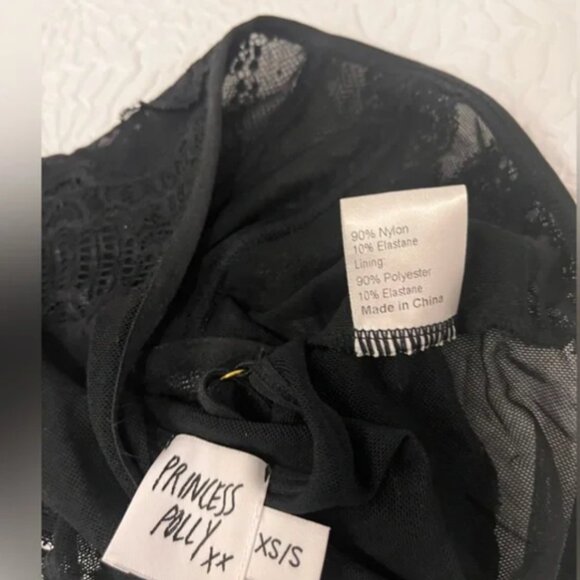 90% Nylon
10% Elastane
Lining:
90% Polyester
10% Elastane
Made in China
PRINCESS
POLLY
XX
XS/S